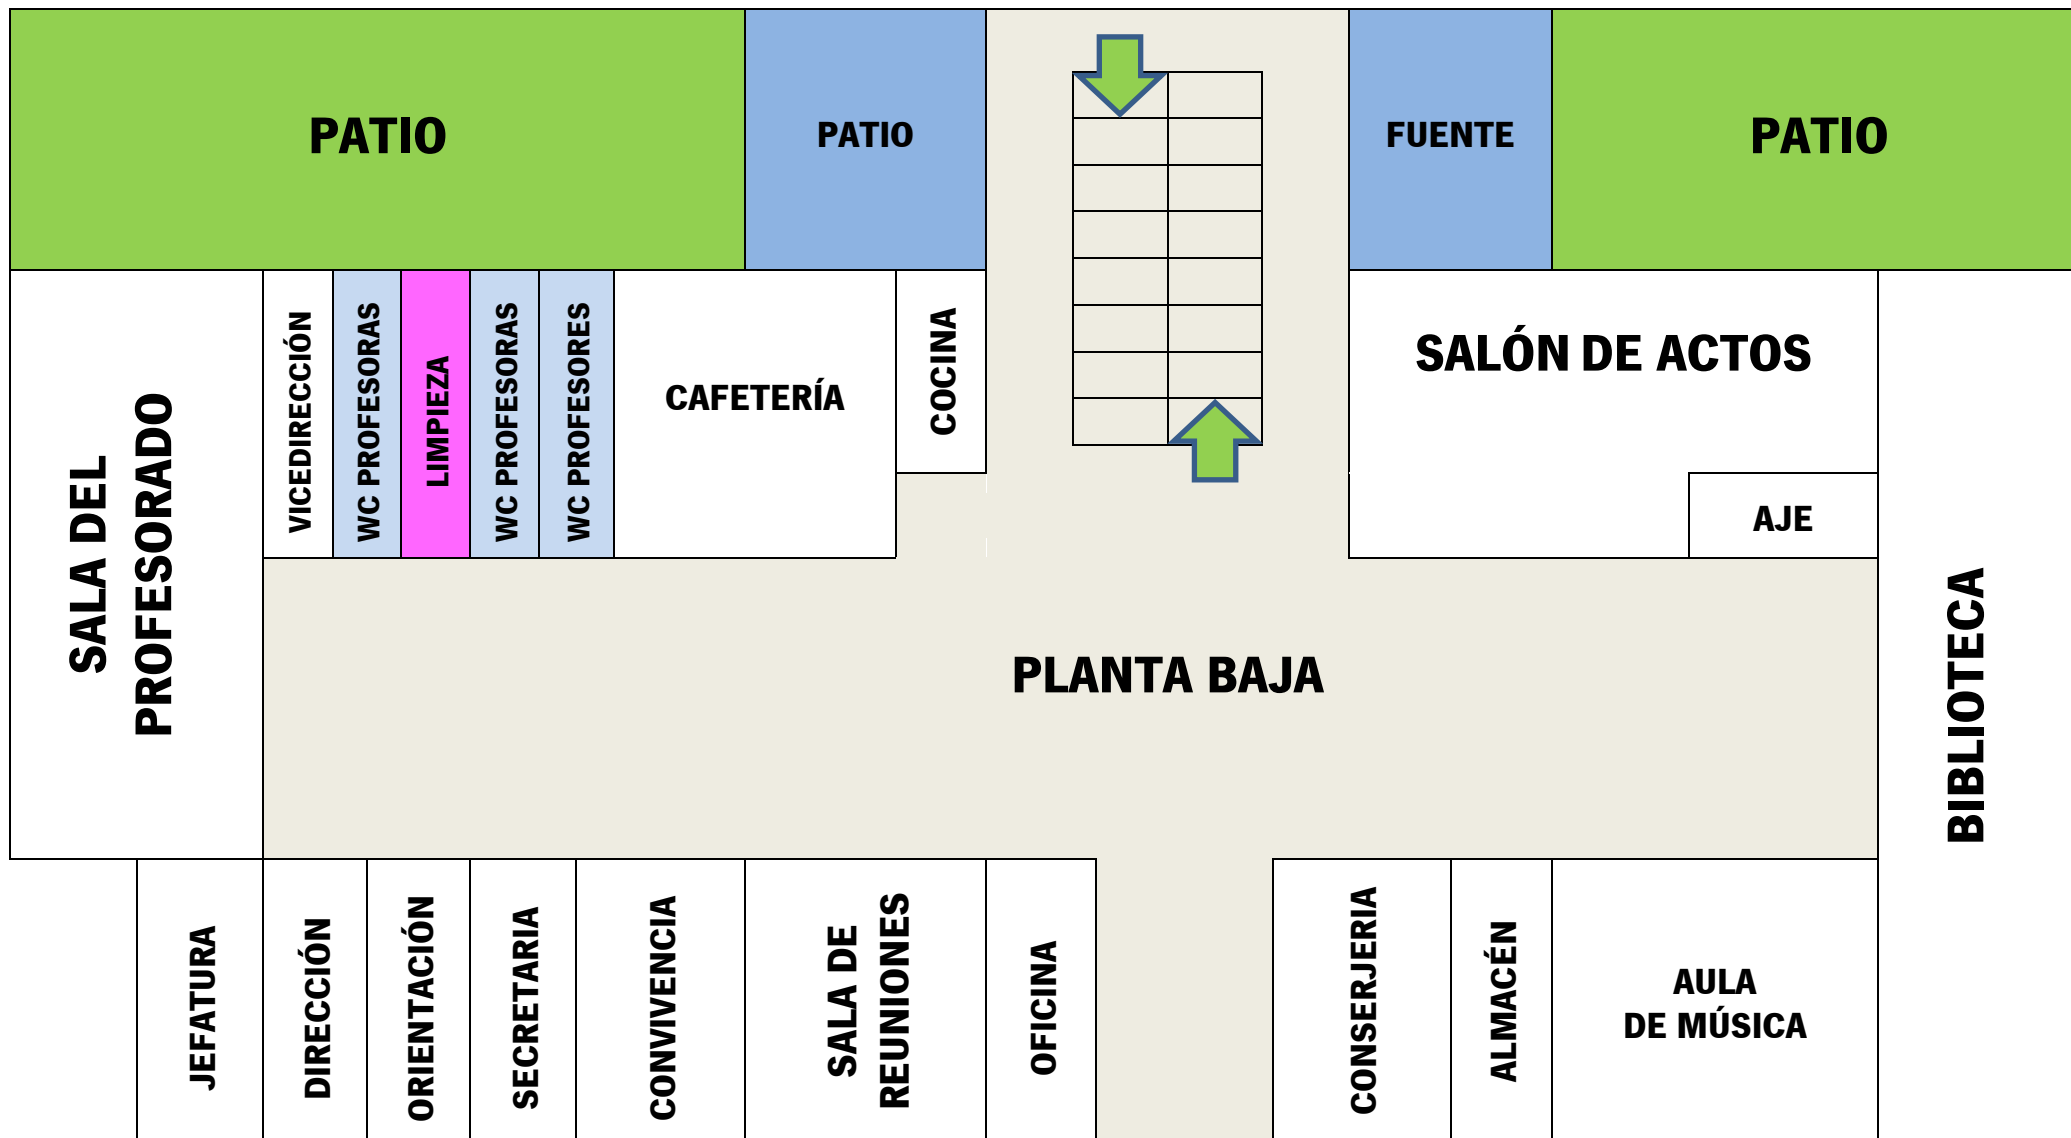 PATIO
PATIO
FUENTE
PATIO
SALA DEL
PROFESORADO
VICEDIRECCIÓN
WC PROFESORAS
LIMPIEZA
WC PROFESORAS
WC PROFESORES
CAFETERÍA
COCINA
SALÓN DE ACTOS
AJE
BIBLIOTECA
PLANTA BAJA
JEFATURA
DIRECCIÓN
ORIENTACIÓN
SECRETARIA
CONVIVENCIA
SALA DE
REUNIONES
OFICINA
CONSERJERIA
ALMACÉN
AULA
DE MÚSICA